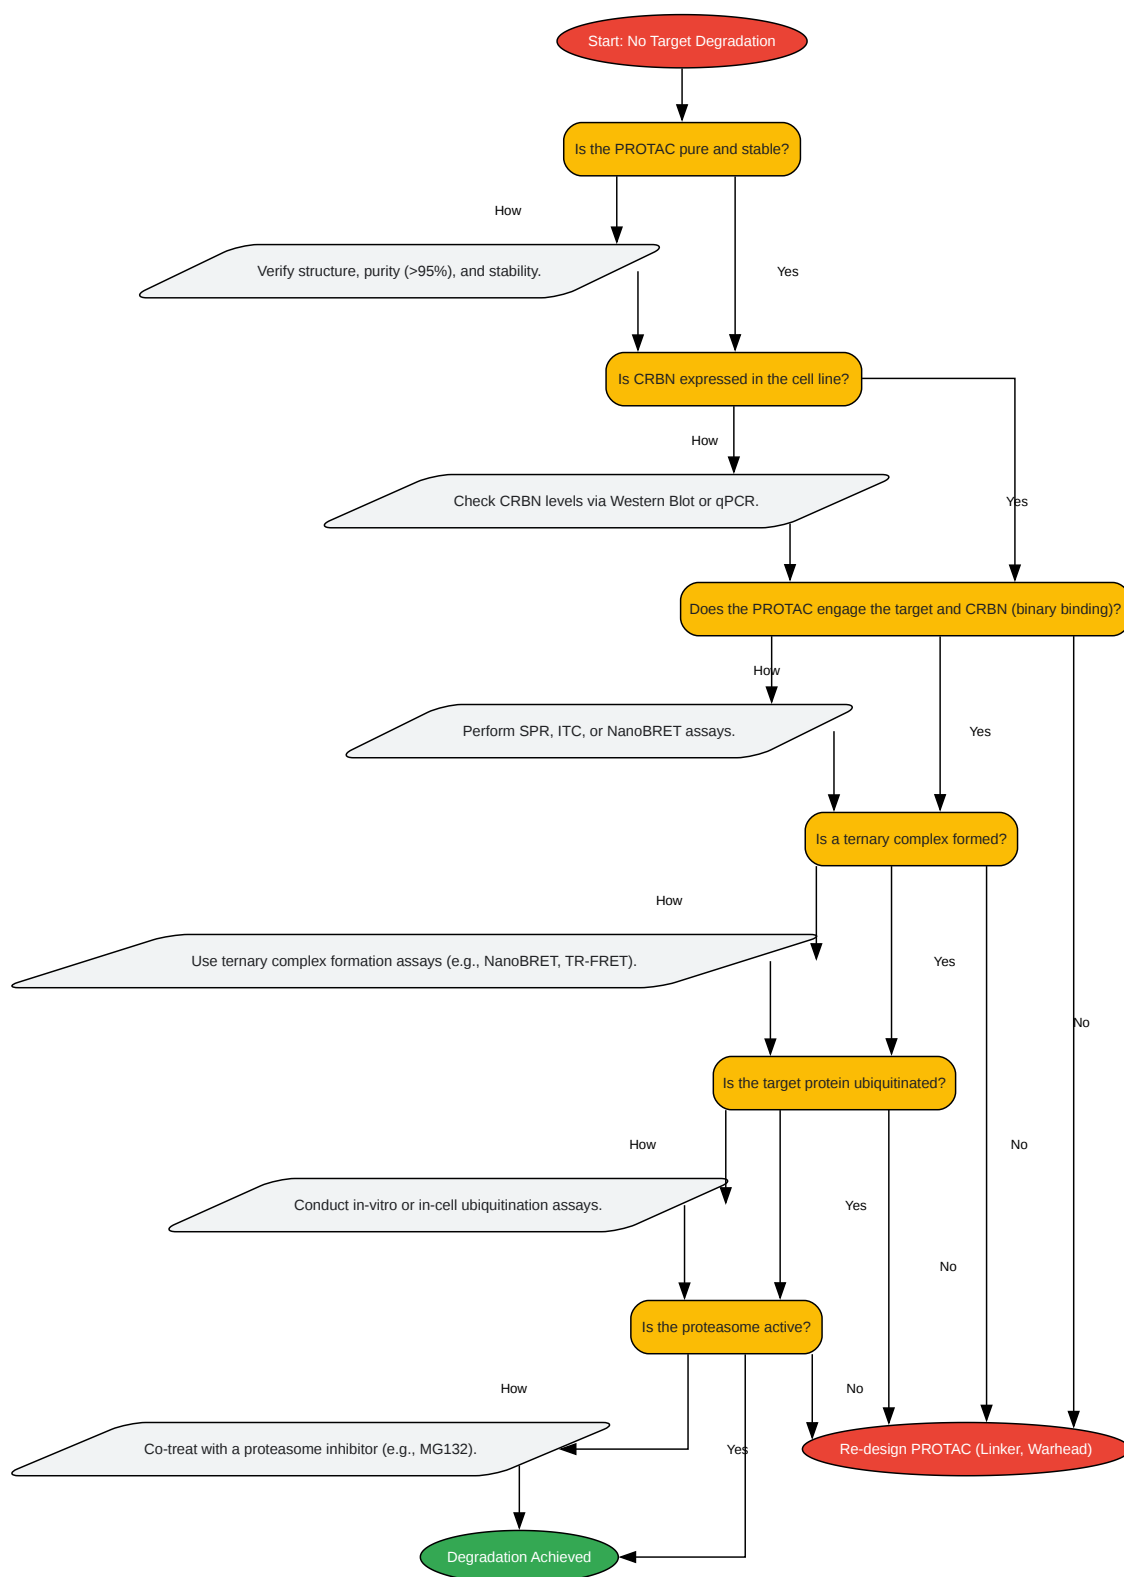 Start: No Target Degradation
Is the PROTAC pure and stable?
How
Verify structure, purity (>95%), and stability.
Yes
Is CRBN expressed in the cell line?
How
Check CRBN levels via Western Blot or qPCR.
Yes
Does the PROTAC engage the target and CRBN (binary binding)?
How
Perform SPR, ITC, or NanoBRET assays.
Yes
Is a ternary complex formed?
How
Use ternary complex formation assays (e.g., NanoBRET, TR-FRET).
Yes
No
Is the target protein ubiquitinated?
How
No
Conduct in-vitro or in-cell ubiquitination assays.
Yes
No
Is the proteasome active?
How
No
Co-treat with a proteasome inhibitor (e.g., MG132).
Yes
Re-design PROTAC (Linker, Warhead)
Degradation Achieved